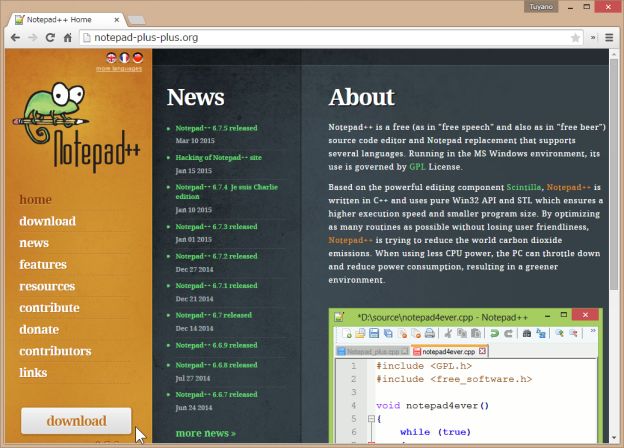 Tuyano
Notepad++ Home
notepad-plus-plus.org
more languages
Notepad++
home
download
news
features
resources
contribute
donate
contributors
links
download
News
Notepad++ 6.7.5 released
Mar 10 2015
Hacking of Notepad++ site
Jan 15 2015
Notepad++ 6.7.4 Je suis Charlie
edition
Jan 10 2015
Notepad++ 6.7.3 released
Jan 01 2015
Notepad++ 6.7.2 released
Dec 27 2014
Notepad++ 6.7.1 released
Dec 21 2014
Notepad++ 6.7 released
Dec 14 2014
Notepad++ 6.6.9 released
Notepad++ 6.6.8 released
Jul 27 2014
Notepad++ 6.6.7 released
Jun 24 2014
more news »
About
Notepad++ is a free (as in "free speech" and also as in "free beer")
source code editor and Notepad replacement that supports
several languages. Running in the MS Windows environment, its
use is governed by GPL License.
Based on the powerful editing component Scintilla, Notepad++ is
written in C++ and uses pure Win32 API and STL which ensures a
higher execution speed and smaller program size. By optimizing
as many routines as possible without losing user friendliness,
Notepad++ is trying to reduce the world carbon dioxide
emissions. When using less CPU power, the PC can throttle down
and reduce power consumption, resulting in a greener
environment.
*D:\source\notepad4ever.cpp - Notepad++
Notepad_plus.cpp
notepad4ever.cpp
1 #include <GPL.h>
2 #include <free_software.h>
3
4 void notepad4ever()
5 {
6 while (true)